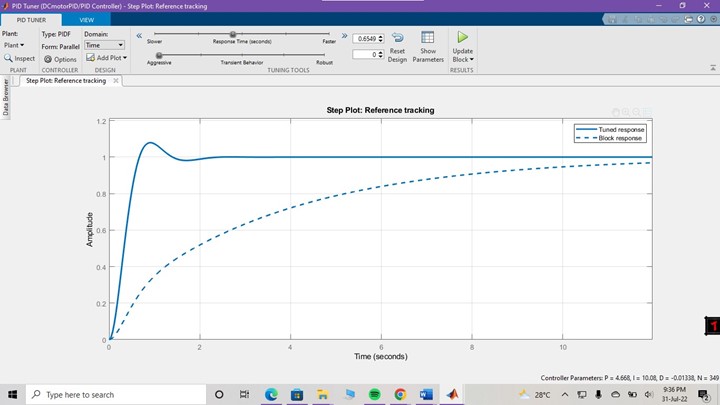 PID Tuner (DCmotorPID/PID Controller) - Step Plot: Reference tracking
PID TUNER
VIEW
Plant:
Type: PIDF
Domain:
Plant
Form: Parallel
Time
Slower
Response Time (seconds)
Faster
0.6549
Inspect
Options
Add Plot
Aggressive
Transient Behavior
Robust
0
Reset
Design
Show
Parameters
Update
Block
PLANT
CONTROLLER
DESIGN
TUNING TOOLS
RESULTS
Data Browser
Step Plot: Reference tracking
Step Plot: Reference tracking
Tuned response
Block response
1.2
1
0.8
0.6
0.4
0.2
0
Amplitude
0
2
4
6
8
10
Time (seconds)
Controller Parameters: P = 4.668, I = 10.08, D = -0.01338, N = 349
Type here to search
28°C
9:36 PM
31-Jul-22
2